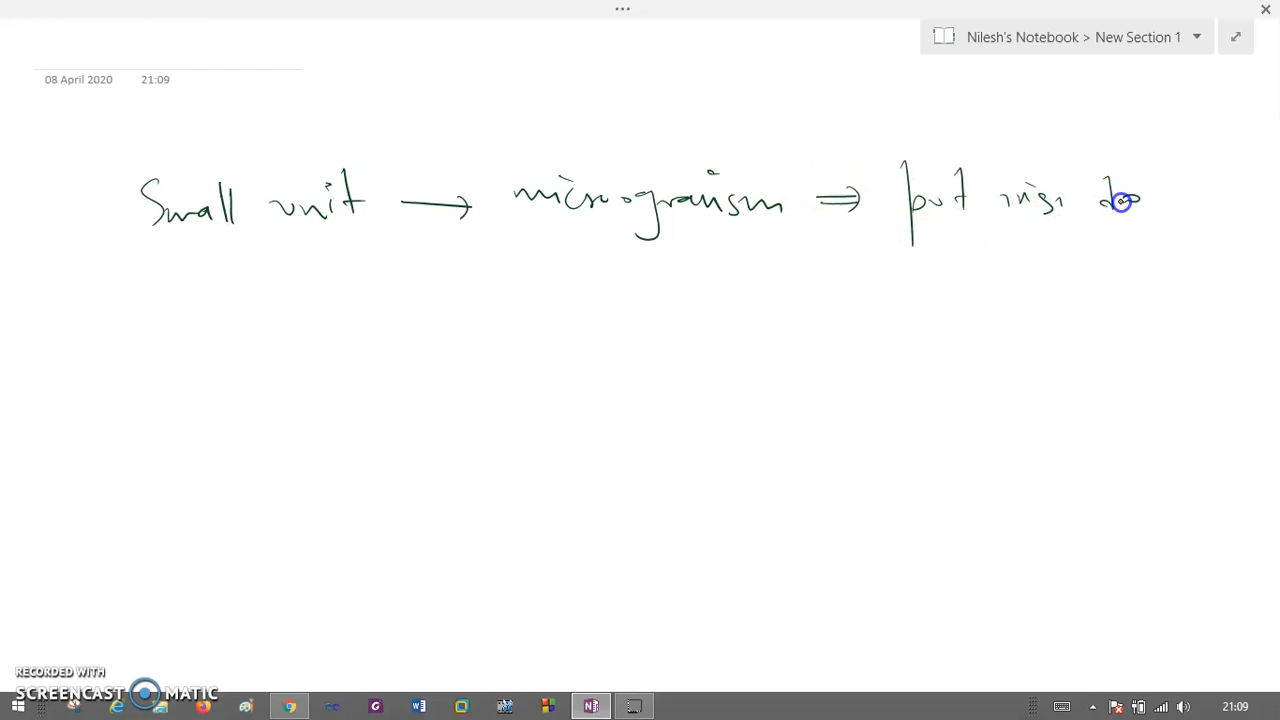 Nilesh's Notebook > New Section 1
08 April 2020 21:09
Small unit → microgranism ⇒ put
RECORDED WITH
SCREENCAST MATIC
21:09